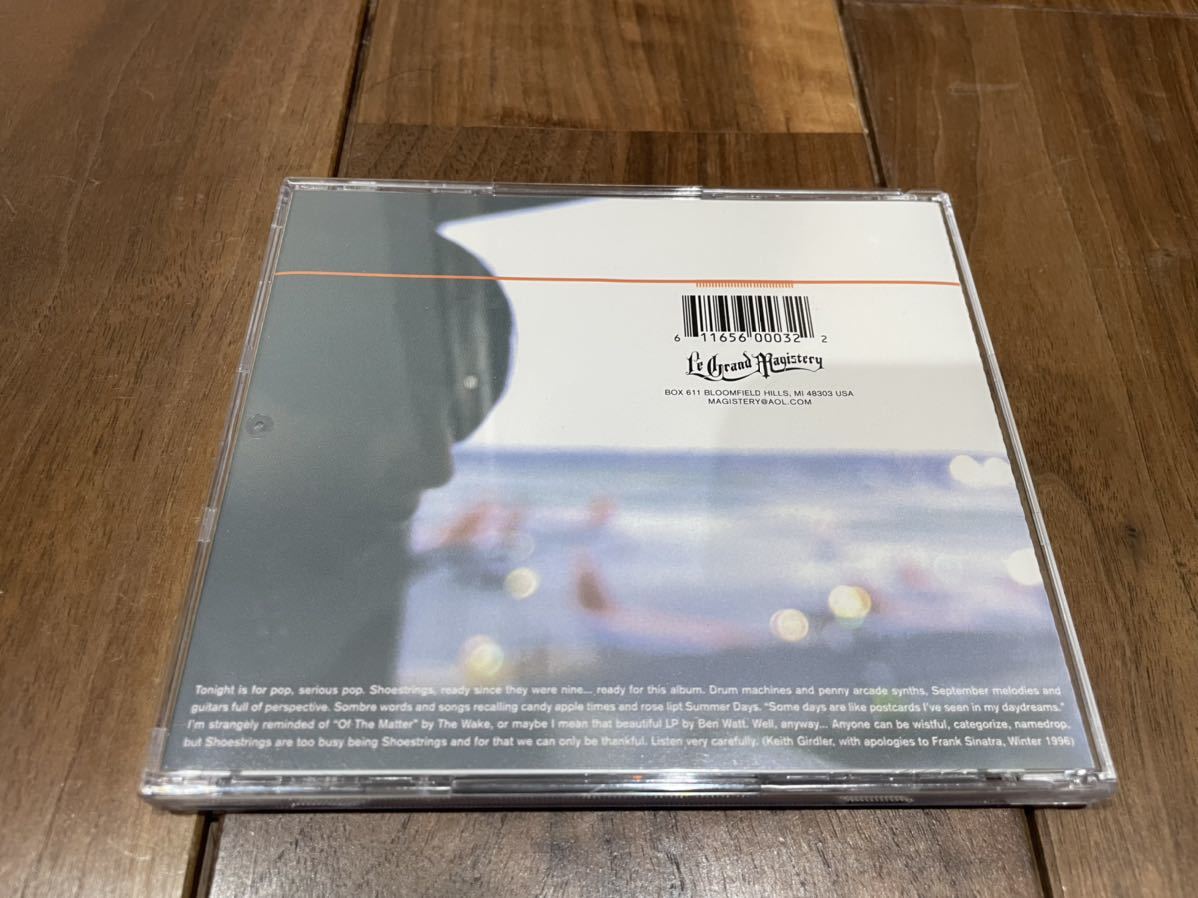 6 11656 00032 2
Le Grand Magistery
BOX 611 BLOOMFIELD HILLS, MI 48303 USA
MAGISTERY@AOL.COM
Tonight is for pop, serious pop. Shoestrings, ready since they were nine... ready for this album. Drum machines and penny arcade synths, September melodies and
guitars full of perspective. Sombre words and songs recalling candy apple times and rose lipt Summer Days. "Some days are like postcards I've seen in my daydreams."
I'm strangely reminded of "Of The Matter" by The Wake, or maybe I mean that beautiful LP by Ben Watt. Well, anyway... Anyone can be wistful, categorize, namedrop,
but Shoestrings are too busy being Shoestrings and for that we can only be thankful. Listen very carefully. (Keith Girdler, with apologies to Frank Sinatra, Winter 1996)